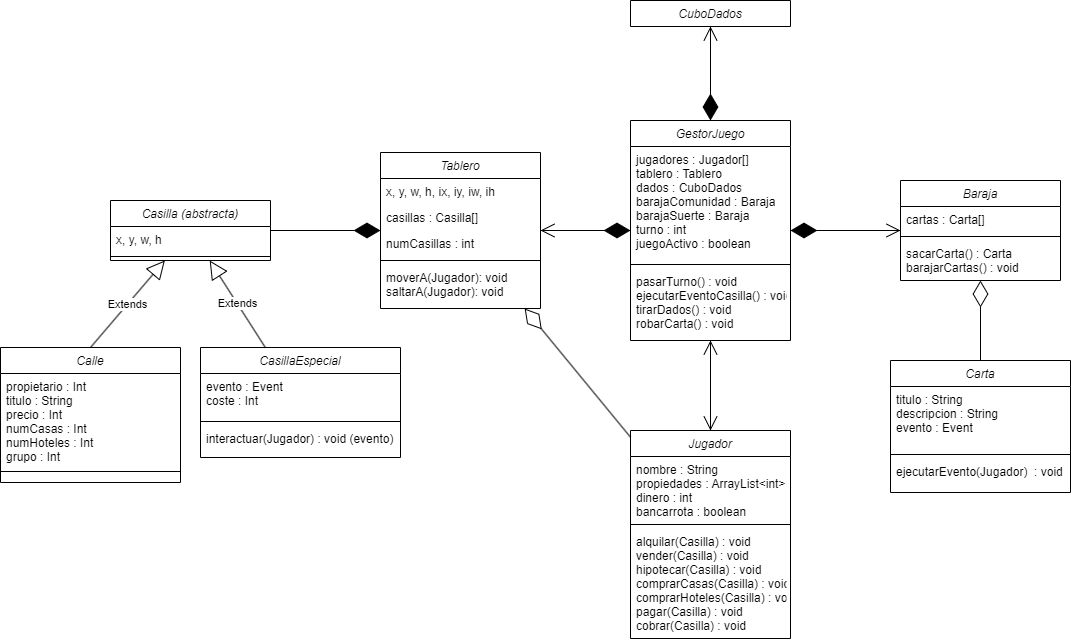 CuboDados
GestorJuego
jugadores : Jugador[]
tablero : Tablero
dados : CuboDados
barajaComunidad : Baraja
barajaSuerte : Baraja
turno : int
juegoActivo : boolean
pasarTurno() : void
ejecutarEventoCasilla() : voi
tirarDados() : void
robarCarta() : void
Tablero
x, y, w, h, ix, iy, iw, ih
casillas : Casilla[]
numCasillas : int
moverA(Jugador): void
saltarA(Jugador): void
Baraja
cartas : Carta[]
sacarCarta() : Carta
barajarCartas() : void
Casilla (abstracta)
x, y, w, h
Extends
Extends
Calle
propietario : Int
titulo : String
precio : Int
numCasas : Int
numHoteles : Int
grupo : Int
CasillaEspecial
evento : Event
coste : Int
interactuar(Jugador) : void (evento)
Carta
titulo : String
descripcion : String
evento : Event
ejecutarEvento(Jugador)  : void
Jugador
nombre : String
propiedades : ArrayList<int>
dinero : int
bancarrota : boolean
alquilar(Casilla) : void
vender(Casilla) : void
hipotecar(Casilla) : void
comprarCasas(Casilla) : voic
comprarHoteles(Casilla) : vo
pagar(Casilla) : void
cobrar(Casilla) : void